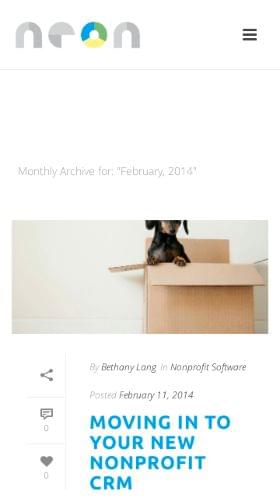 neon
Monthly Archive for: "February, 2014"
By Bethany Lang In Nonprofit Software
Posted February 11, 2014
0
0
MOVING IN TO
YOUR NEW
NONPROFIT
CRM